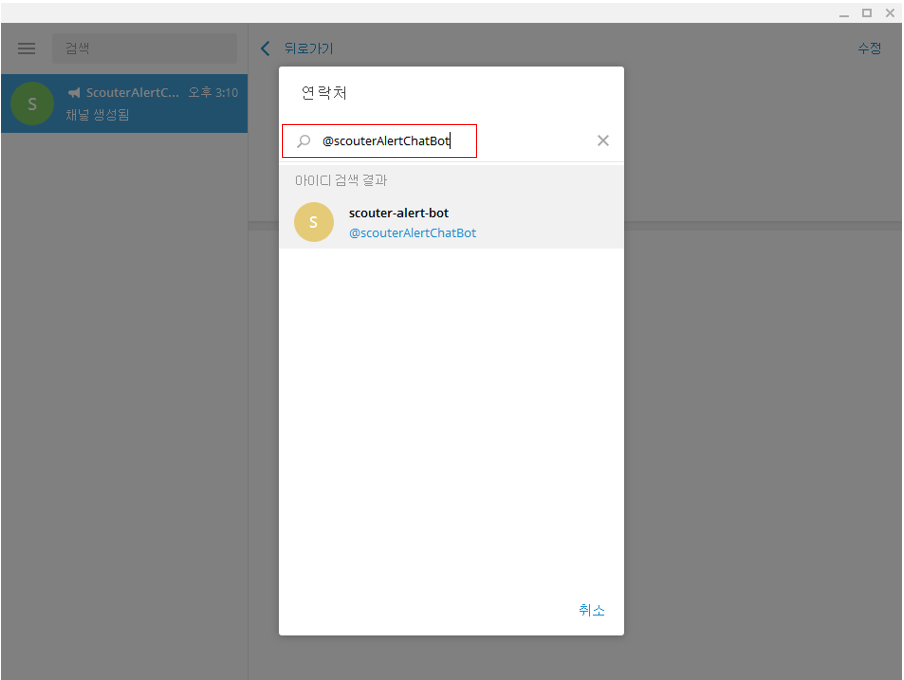 검색
뒤로가기
수정
S
ScouterAlertC... 오후 3:10
채널 생성됨
연락처
@scouterAlertChatBot
아이디 검색 결과
S
scouter-alert-bot
@scouterAlertChatBot
취소